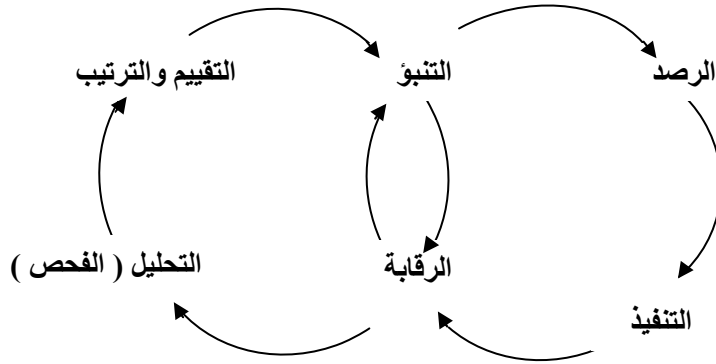 الرصد
التنبؤ
التقييم والترتيب
التحليل ( الفحص )
الرقابة
التنفيذ